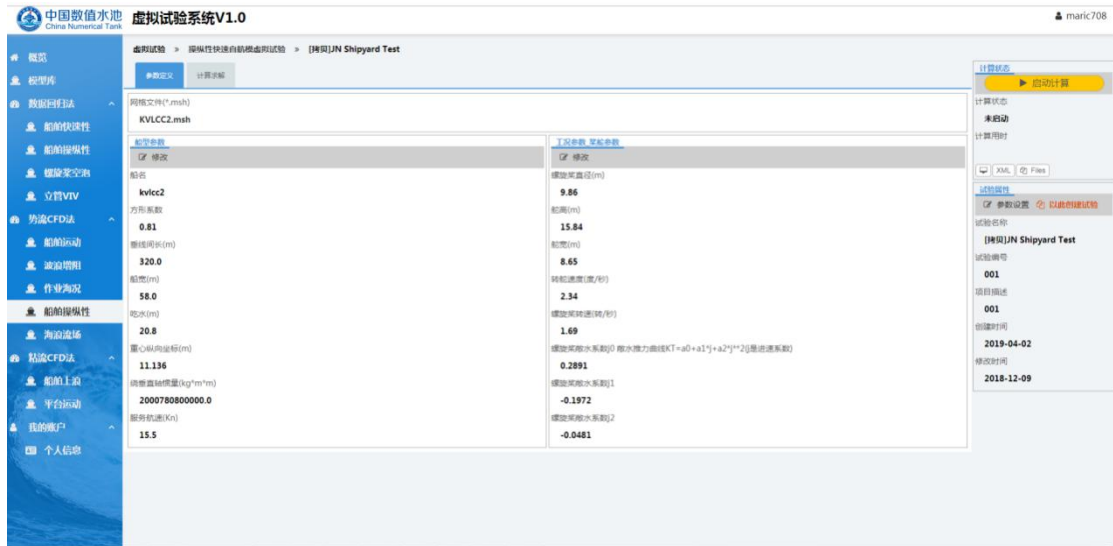 中国数值水池
China Numerical Tank
虚拟试验系统V1.0
maric708
概览
模型库
数据回归法
船舶快速性
船舶操纵性
螺旋桨空泡
立管VIV
势流CFD法
船舶运动
波浪增阻
作业海况
船舶操纵性
海浪流场
粘流CFD法
船舶上浪
平台运动
我的账户
个人信息
虚拟试验 » 操纵性快速自航模虚拟试验 » [拷贝]JN Shipyard Test
参数定义 计算求解
网格文件(*.msh)
KVLCC2.msh
船型参数
修改
船名
kvlcc2
方形系数
0.81
垂线间长(m)
320.0
船宽(m)
58.0
吃水(m)
20.8
重心纵向坐标(m)
11.136
绕垂直轴惯量(kg*m*m)
2000780800000.0
服务航速(Kn)
15.5
工况参数_桨舵参数
修改
螺旋桨直径(m)
9.86
舵高(m)
15.84
舵宽(m)
8.65
转舵速度(度/秒)
2.34
螺旋桨转速(转/秒)
1.69
螺旋桨敞水系数J0 敞水推力曲线KT=a0+a1*J+a2*J**2(J是进速系数)
0.2891
螺旋桨敞水系数J1
-0.1972
螺旋桨敞水系数J2
-0.0481
计算状态
启动计算
计算状态
未启动
计算用时
XML Files
试验属性
参数设置 以此创建试验
试验名称
[拷贝]JN Shipyard Test
试验编号
001
项目描述
001
创建时间
2019-04-02
修改时间
2018-12-09